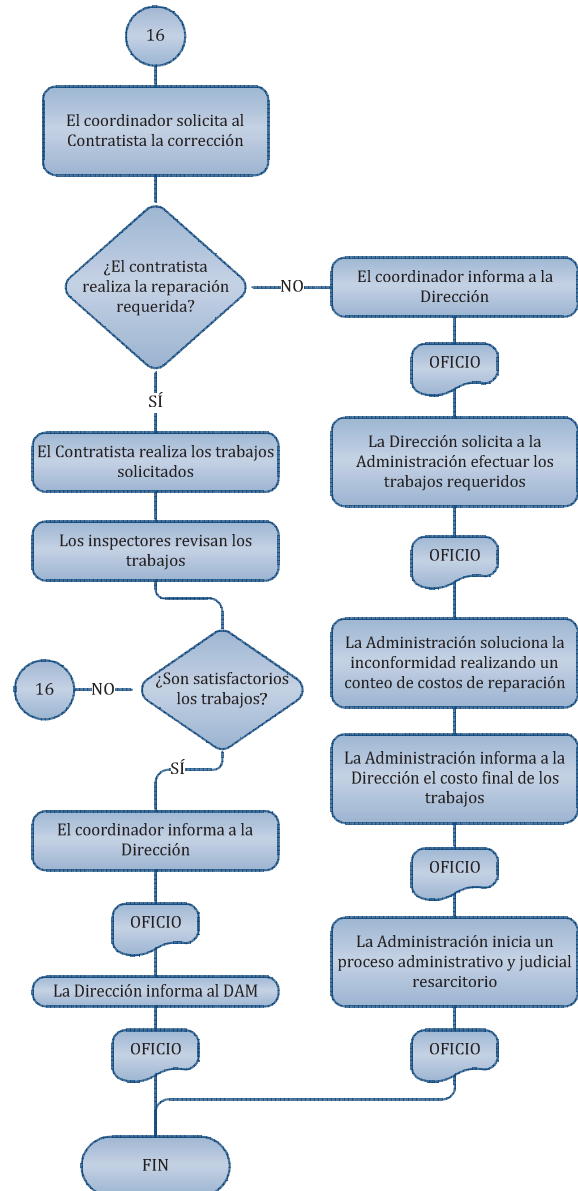 16
El coordinador solicita al
Contratista la corrección
¿El contratista
realiza la reparación
requerida?
NO
El coordinador informa a la
Dirección
OFICIO
SÍ
El Contratista realiza los trabajos
solicitados
La Dirección solicita a la
Administración efectuar los
trabajos requeridos
Los inspectores revisan los
trabajos
OFICIO
¿Son satisfactorios
los trabajos?
NO
16
La Administración soluciona la
inconformidad realizando un
conteo de costos de reparación
SÍ
La Administración informa a la
Dirección el costo final de los
trabajos
El coordinador informa a la
Dirección
OFICIO
OFICIO
La Administración inicia un
proceso administrativo y judicial
resarcitorio
La Dirección informa al DAM
OFICIO
OFICIO
FIN